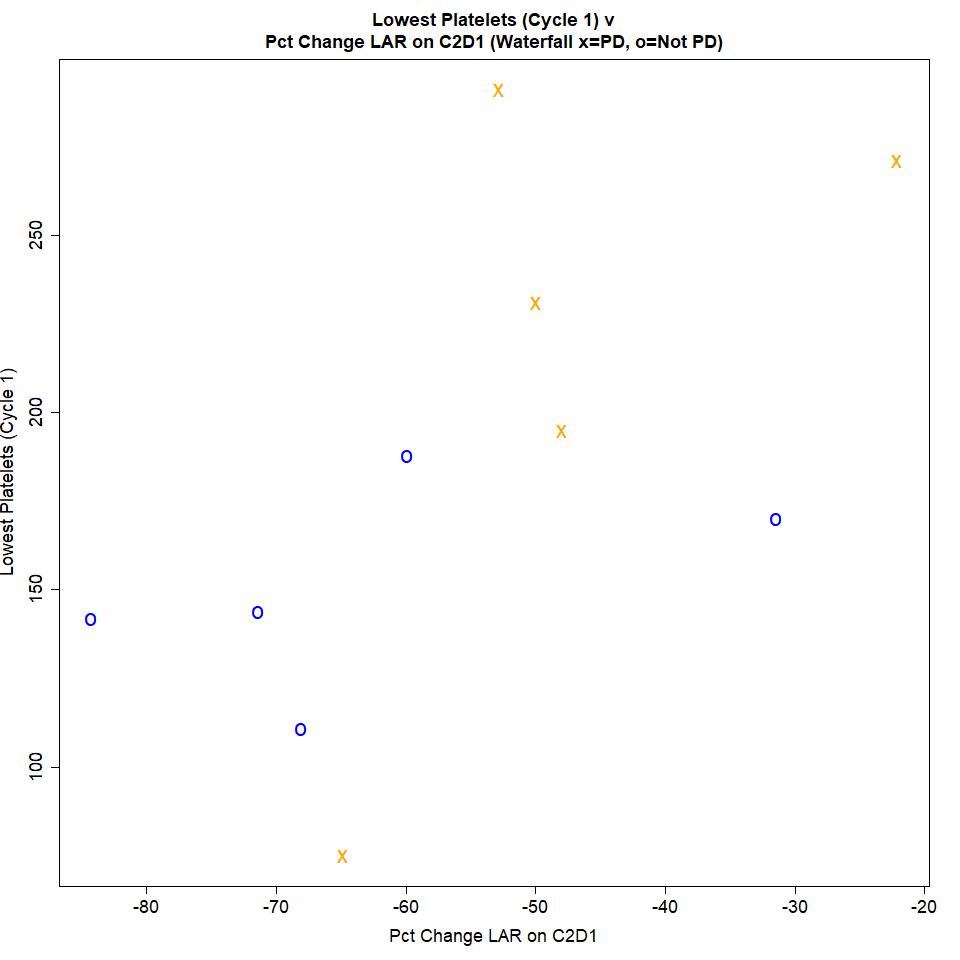 Lowest Platelets (Cycle 1) v
Pct Change LAR on C2D1 (Waterfall x=PD, o=Not PD)
Lowest Platelets (Cycle 1)
250
200
150
100
X
X
X
X
O
O
O
O
O
X
-80 -70 -60 -50 -40 -30 -20
Pct Change LAR on C2D1